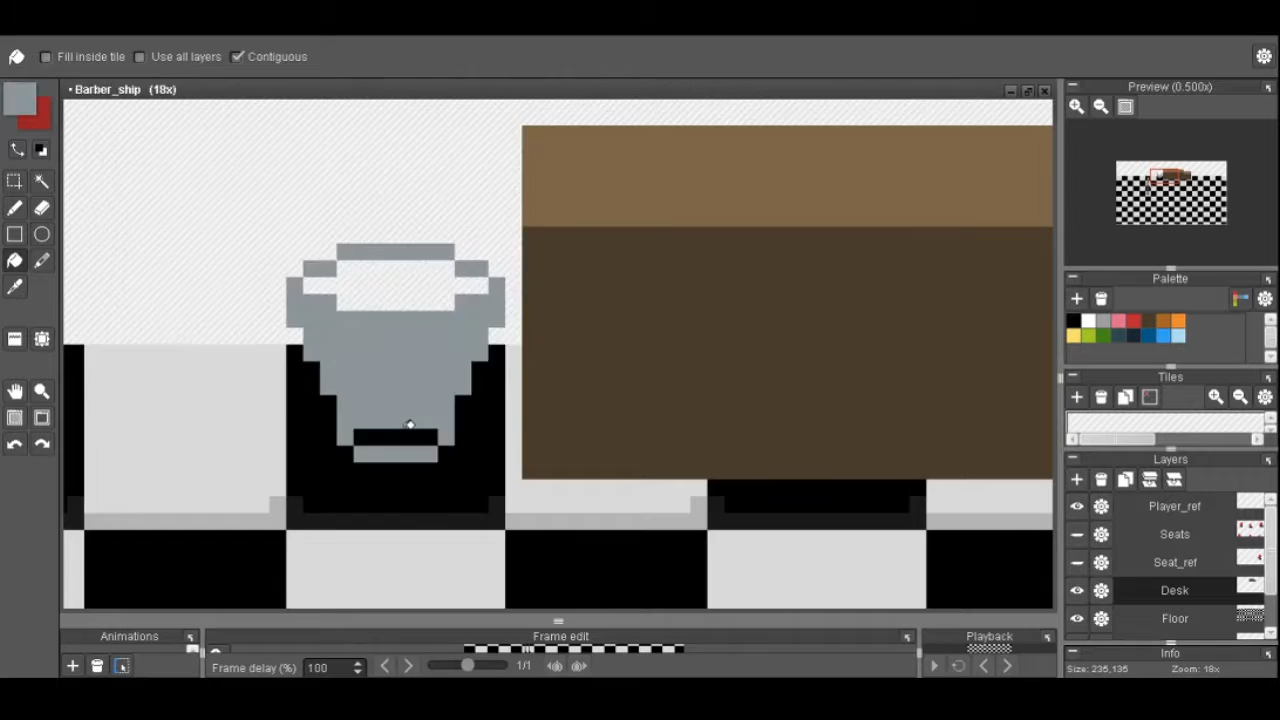 Fill inside tile Use all layers Contiguous
• Barber_ship (18x)
Preview (0.500x)
Palette
Tiles
Layers
Player_ref
Seats
Seat_ref
Desk
Floor
Animations
Frame edit
Playback
Frame delay (%) 100
1/1
Info
Size: 235,135 Zoom: 18x